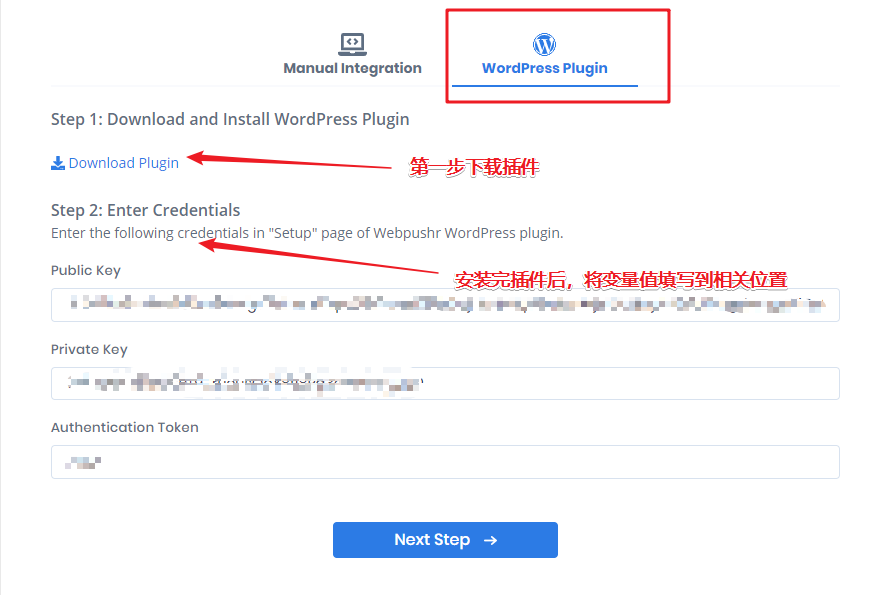 Manual Integration
WordPress Plugin
Step 1: Download and Install WordPress Plugin
Download Plugin
第一步下载插件
Step 2: Enter Credentials
Enter the following credentials in "Setup" page of Webpushr WordPress plugin.
安装完插件后，将变量值填写到相关位置
Public Key
Private Key
Authentication Token
Next Step →